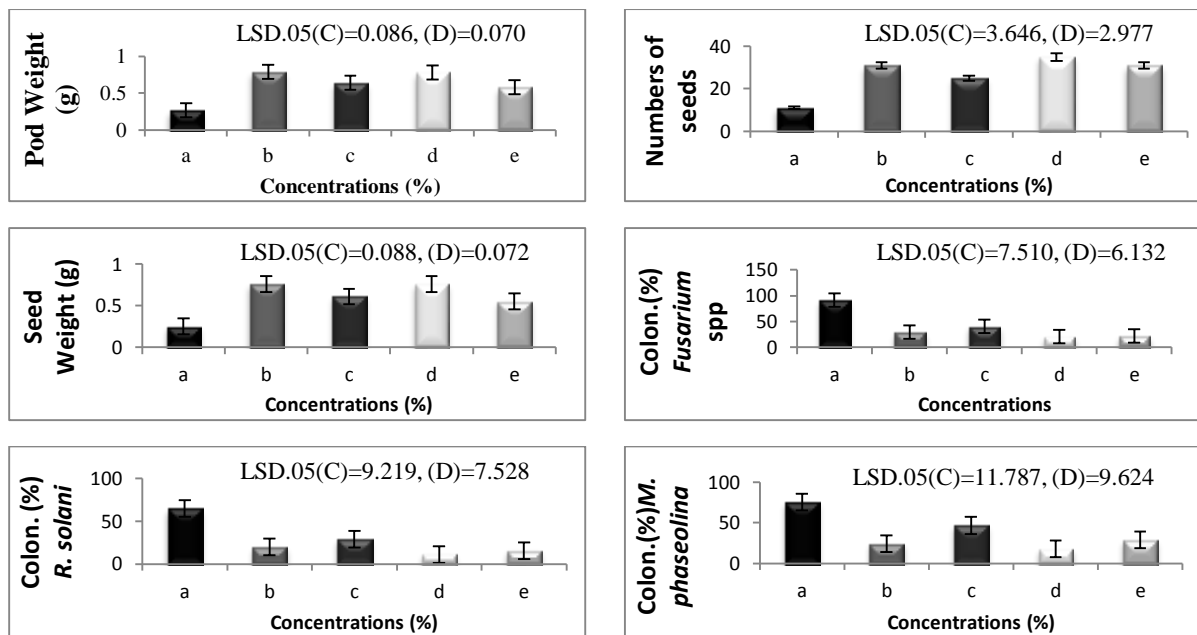 LSD.05(C)=0.086, (D)=0.070
Pod Weight
(g)
1
0.5
0
a b c d e
Concentrations (%)
LSD.05(C)=3.646, (D)=2.977
Numbers of
seeds
40
20
0
a b c d e
Concentrations (%)
LSD.05(C)=0.088, (D)=0.072
Seed
Weight (g)
1
0.5
0
a b c d e
Concentrations (%)
LSD.05(C)=7.510, (D)=6.132
Colon.(%)
Fusarium
spp
150
100
50
0
a b c d e
Concentrations
LSD.05(C)=9.219, (D)=7.528
Colon. (%)
R. solani
100
50
0
a b c d e
Concentrations (%)
LSD.05(C)=11.787, (D)=9.624
Colon.(%)M.
phaseolina
100
50
0
a b c d e
Concentrations (%)